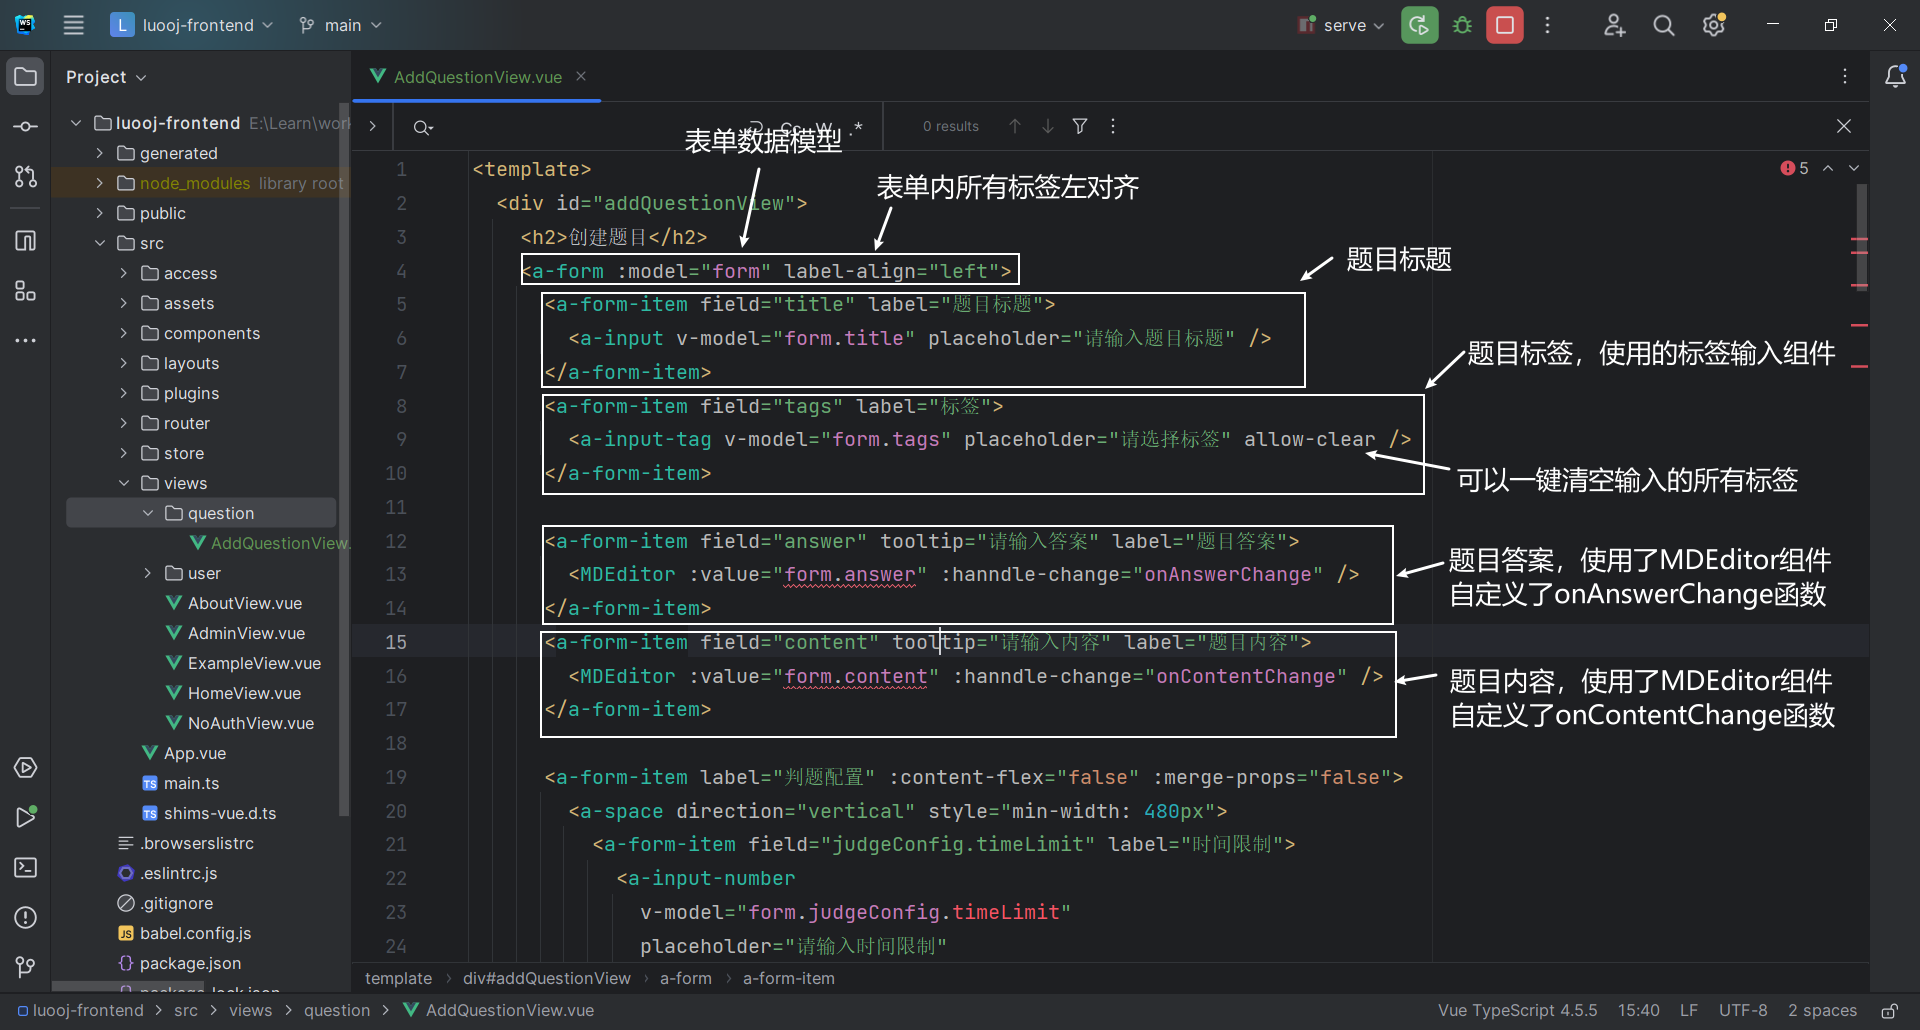 luooj-frontend
main
serve
Project
AddQuestionView.vue
luooj-frontend E:\Learn\work
generated
node_modules library root
public
src
access
assets
components
layouts
plugins
router
store
views
question
AddQuestionView.
user
AboutView.vue
AdminView.vue
ExampleView.vue
HomeView.vue
NoAuthView.vue
App.vue
main.ts
shims-vue.d.ts
.browserslistrc
.eslintrc.js
.gitignore
babel.config.js
package.json
0 results
5
表单数据模型
表单内所有标签左对齐
题目标题
题目标签，使用的标签输入组件
可以一键清空输入的所有标签
题目答案，使用了MDEditor组件
自定义了onAnswerChange函数
题目内容，使用了MDEditor组件
自定义了onContentChange函数
1 <template>
2 <div id="addQuestionView">
3 <h2>创建题目</h2>
4 <a-form :model="form" label-align="left">
5 <a-form-item field="title" label="题目标题">
6 <a-input v-model="form.title" placeholder="请输入题目标题" />
7 </a-form-item>
8 <a-form-item field="tags" label="标签">
9 <a-input-tag v-model="form.tags" placeholder="请选择标签" allow-clear />
10 </a-form-item>
11
12 <a-form-item field="answer" tooltip="请输入答案" label="题目答案">
13 <MDEditor :value="form.answer" :hanndle-change="onAnswerChange" />
14 </a-form-item>
15 <a-form-item field="content" tooltip="请输入内容" label="题目内容">
16 <MDEditor :value="form.content" :hanndle-change="onContentChange" />
17 </a-form-item>
18
19 <a-form-item label="判题配置" :content-flex="false" :merge-props="false">
20 <a-space direction="vertical" style="min-width: 480px">
21 <a-form-item field="judgeConfig.timeLimit" label="时间限制">
22 <a-input-number
23 v-model="form.judgeConfig.timeLimit"
24 placeholder="请输入时间限制"
template > div#addQuestionView > a-form > a-form-item
luooj-frontend > src > views > question > AddQuestionView.vue
Vue TypeScript 4.5.5 15:40 LF UTF-8 2 spaces